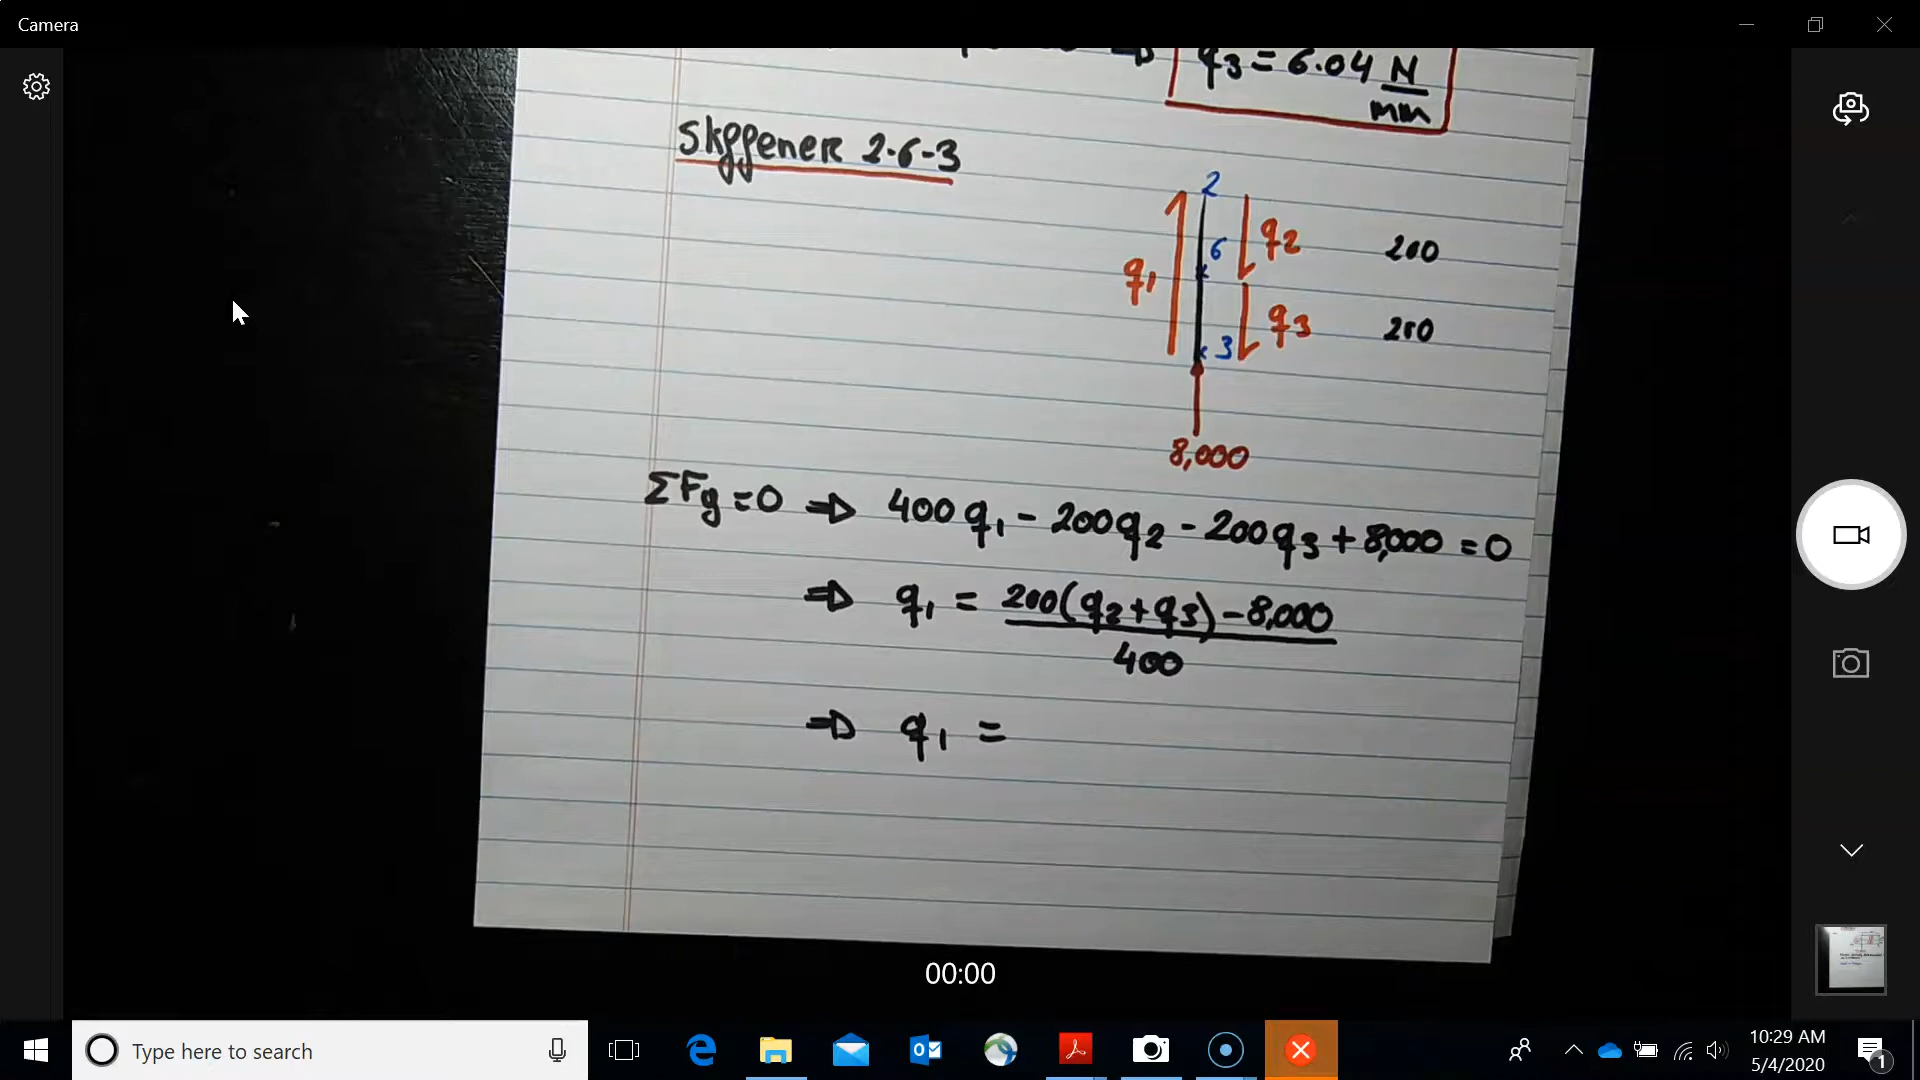 Camera
q3 = 6.04 N
mm
2·6-3
2
6
q2
200
q1
q3
200
3
8,000
ΣFy=0 ⇒ 400q1 - 200q2 - 200q3 + 8,000 = 0
⇒ q1 = 200(q2+q3) - 8,000
400
⇒ q1 =
00:00
Type here to search
10:29 AM
5/4/2020
1